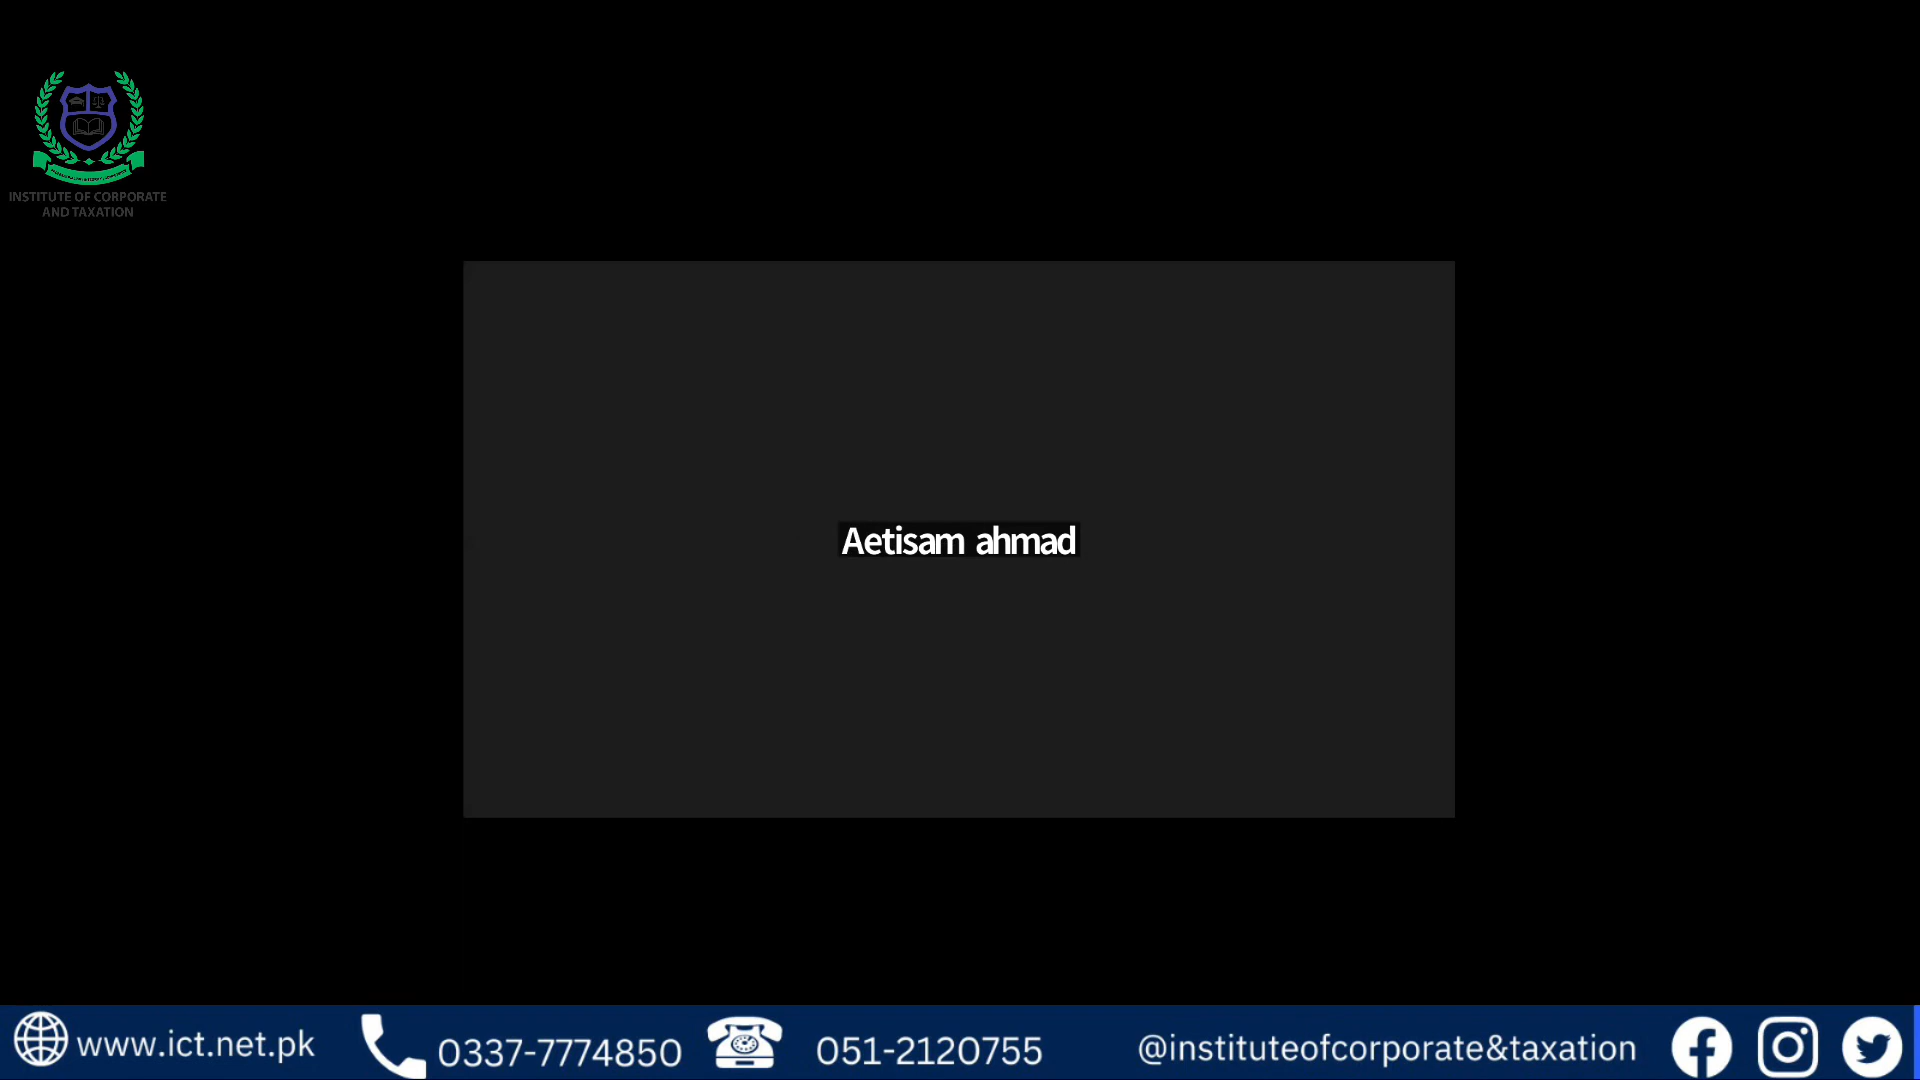 INSTITUTE OF CORPORATE
AND TAXATION
Aetisam ahmad
www.ict.net.pk
0337-7774850
051-2120755
@instituteofcorporate&taxation